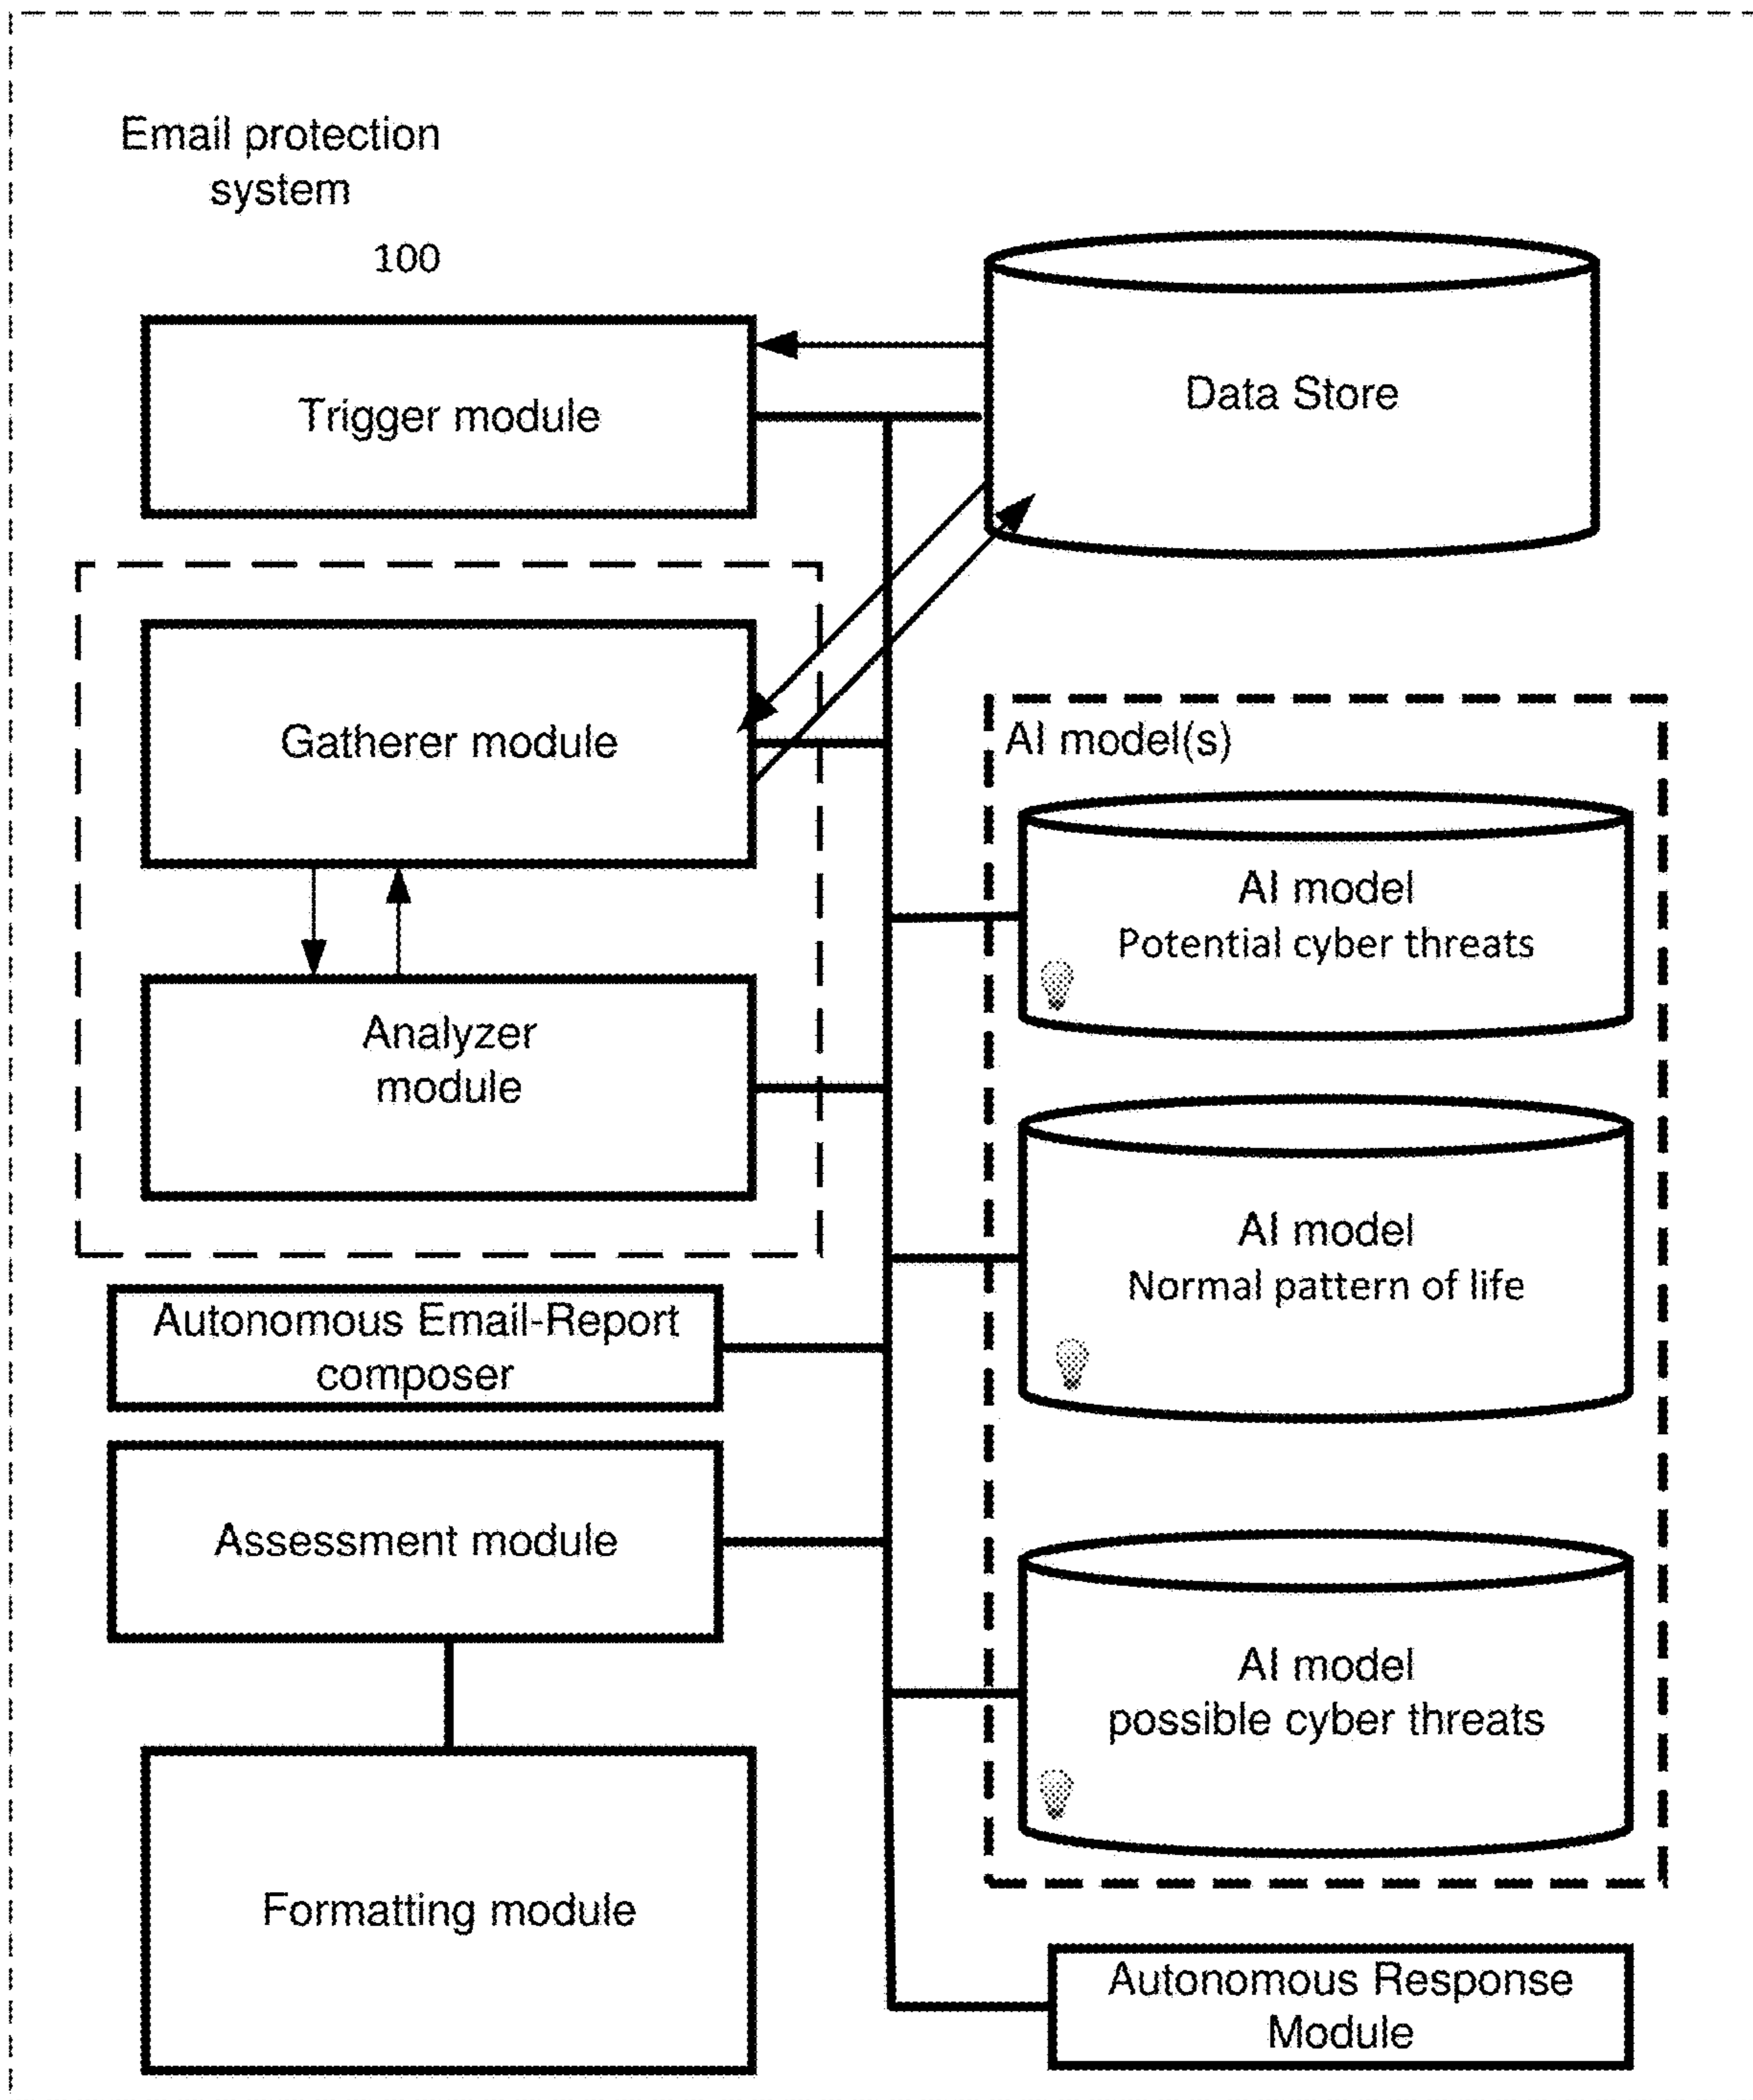 Email protection
system
100
Trigger module
Data Store
Gatherer module
AI model(s)
AI model
Potential cyber threats
Analyzer
module
AI model
Normal pattern of life
Autonomous Email-Report
composer
Assessment module
AI model
possible cyber threats
Formatting module
Autonomous Response
Module